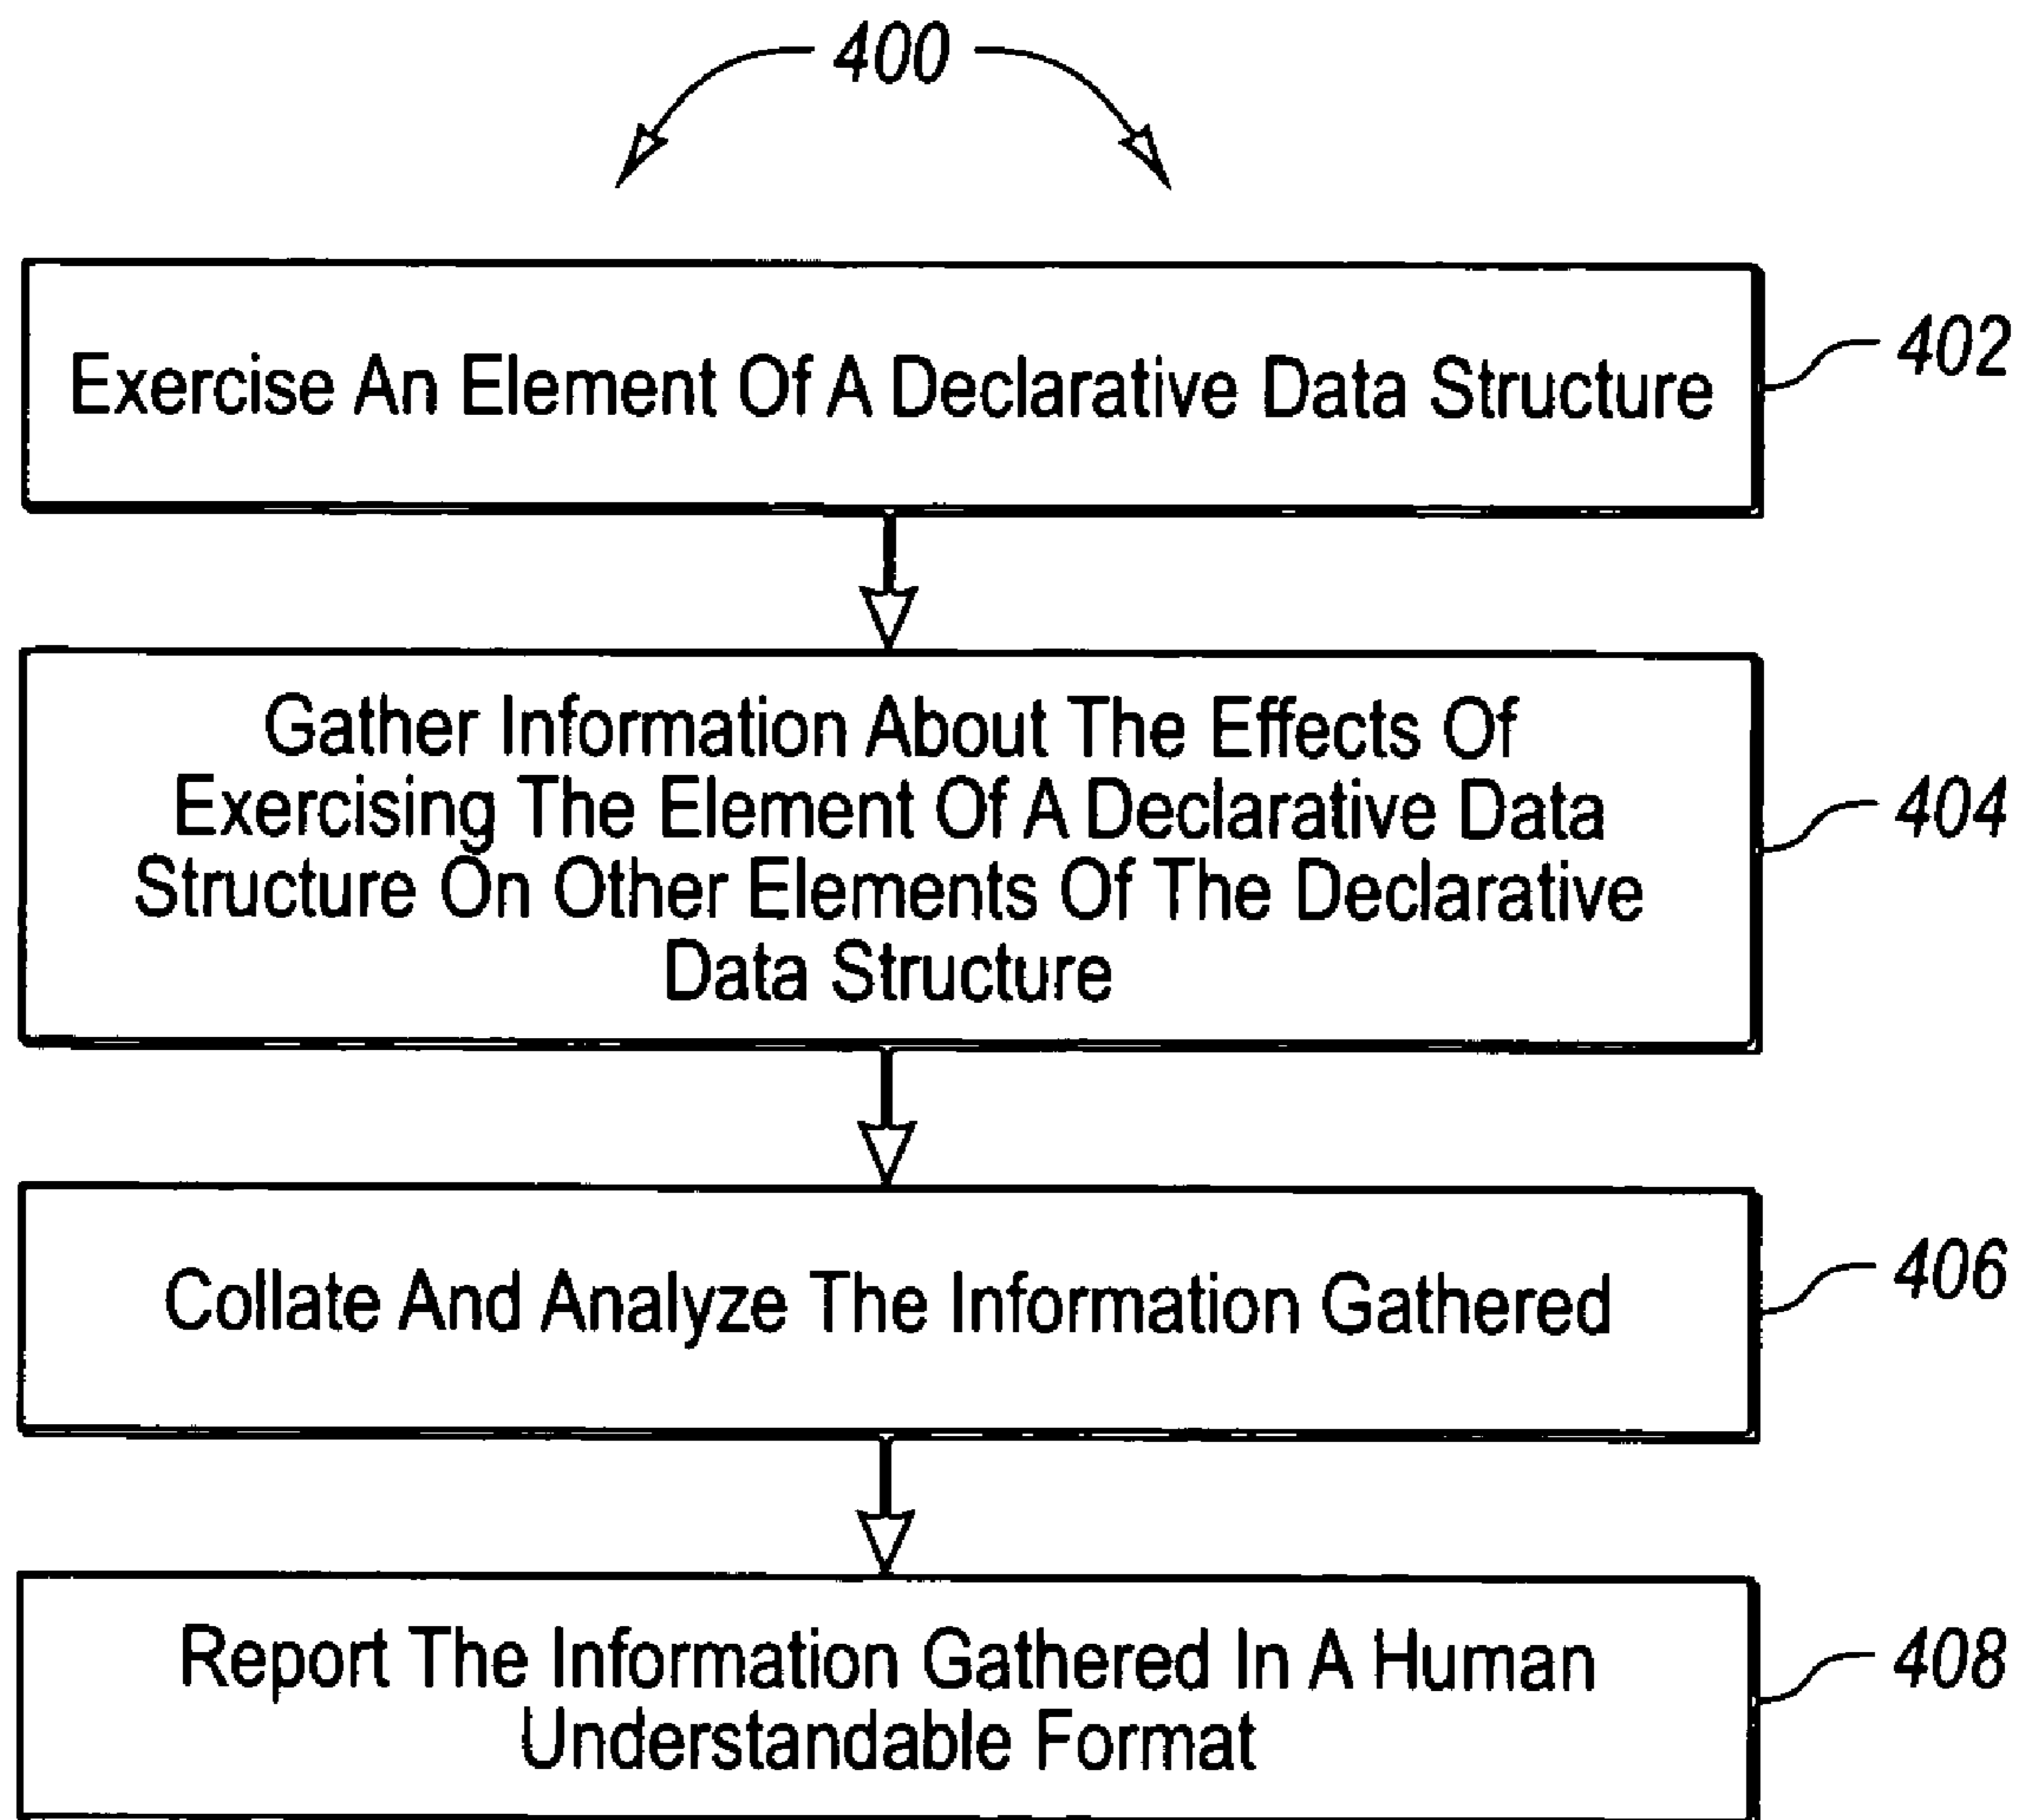 400
Exercise An Element Of A Declarative Data Structure
402
Gather Information About The Effects Of
Exercising The Element Of A Declarative Data
Structure On Other Elements Of The Declarative
Data Structure
404
Collate And Analyze The Information Gathered
406
Report The Information Gathered In A Human
Understandable Format
408